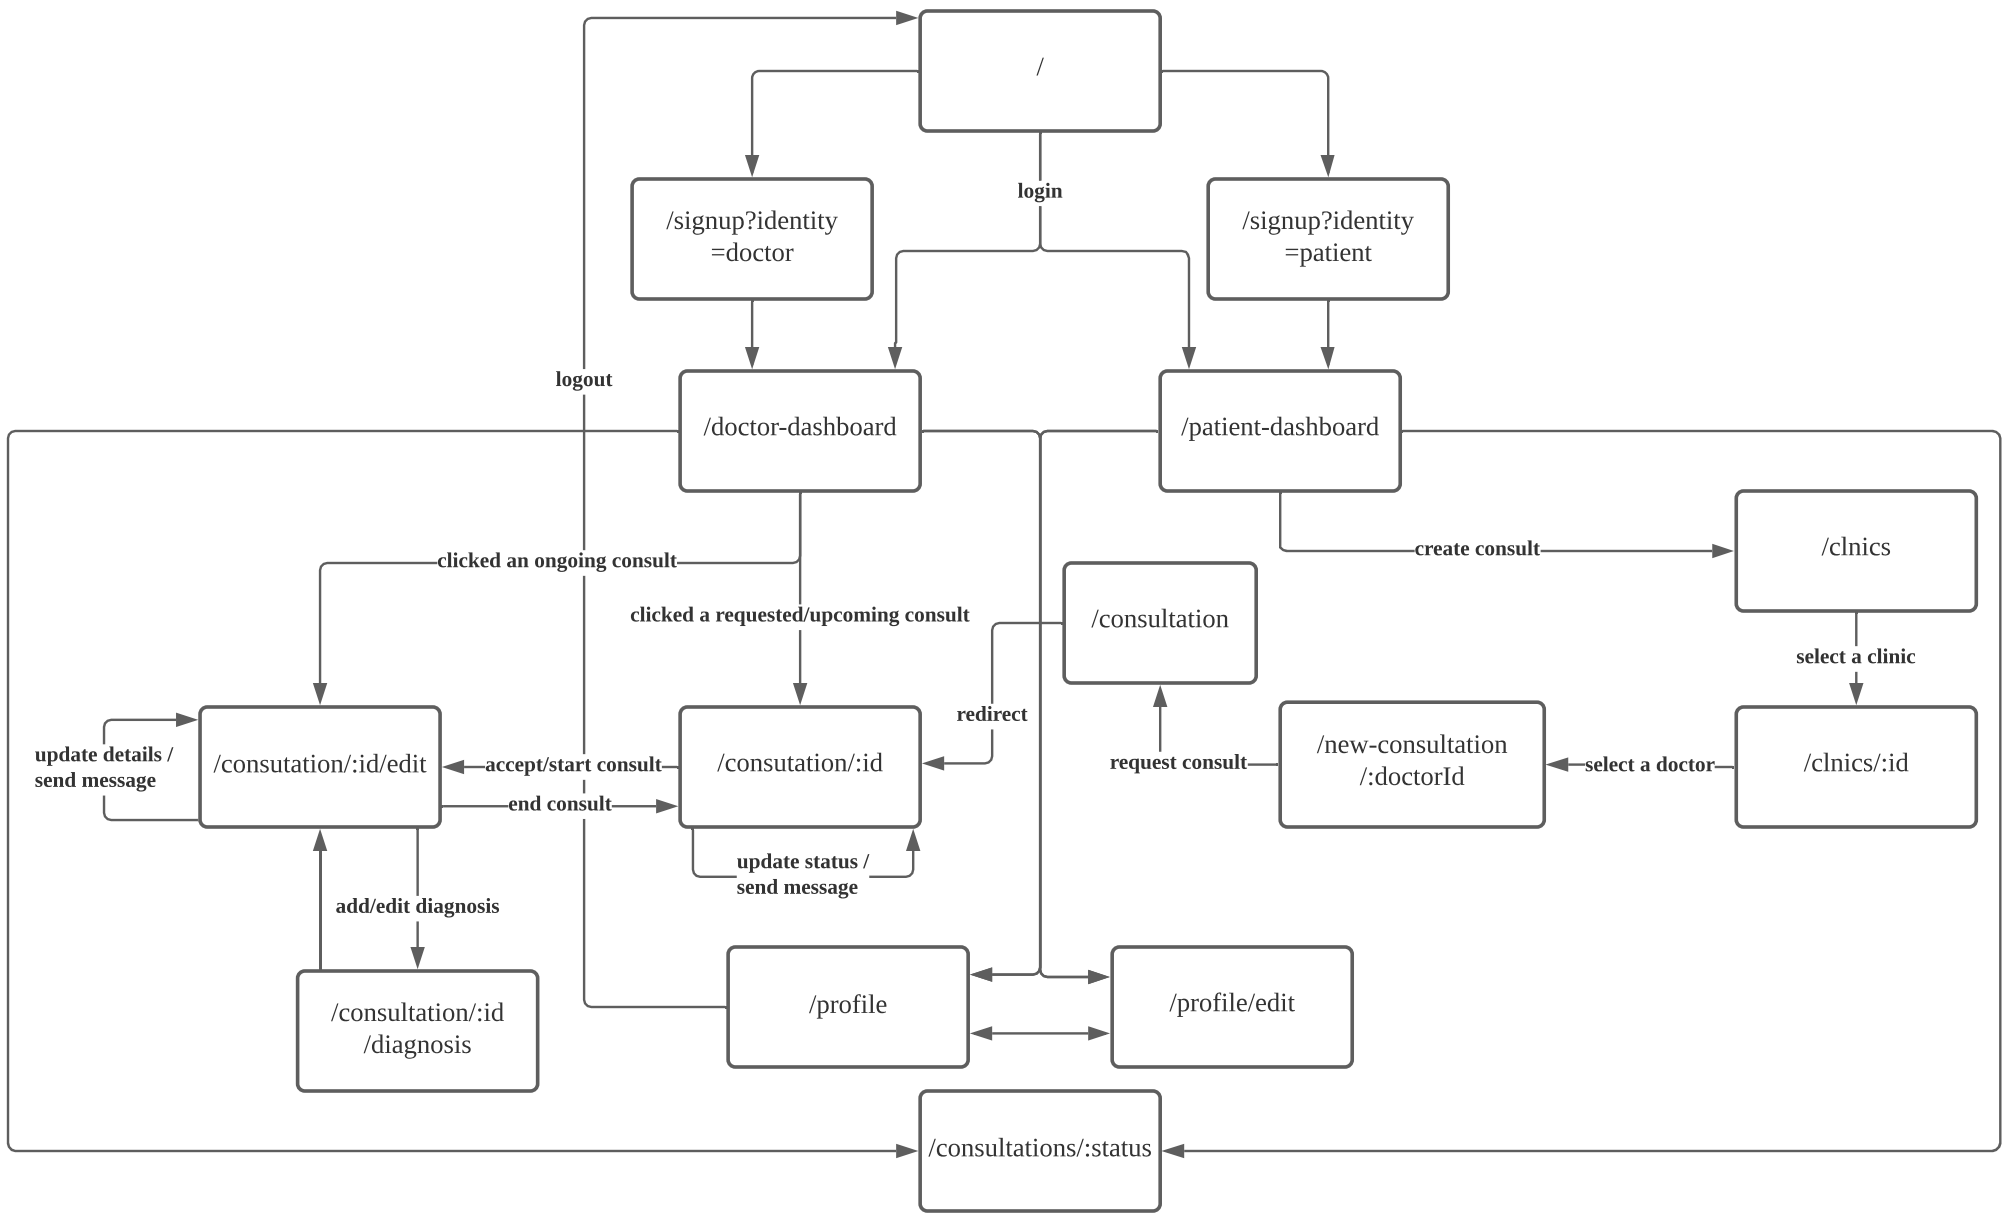 /
login
/signup?identity
=doctor
/signup?identity
=patient
logout
/doctor-dashboard
/patient-dashboard
create consult
/clnics
clicked an ongoing consult
clicked a requested/upcoming consult
/consultation
select a clinic
redirect
update details /
send message
/consutation/:id/edit
accept/start consult
end consult
/consutation/:id
request consult
/new-consultation
/:doctorId
select a doctor
/clnics/:id
update status /
send message
add/edit diagnosis
/consultation/:id
/diagnosis
/profile
/profile/edit
/consultations/:status